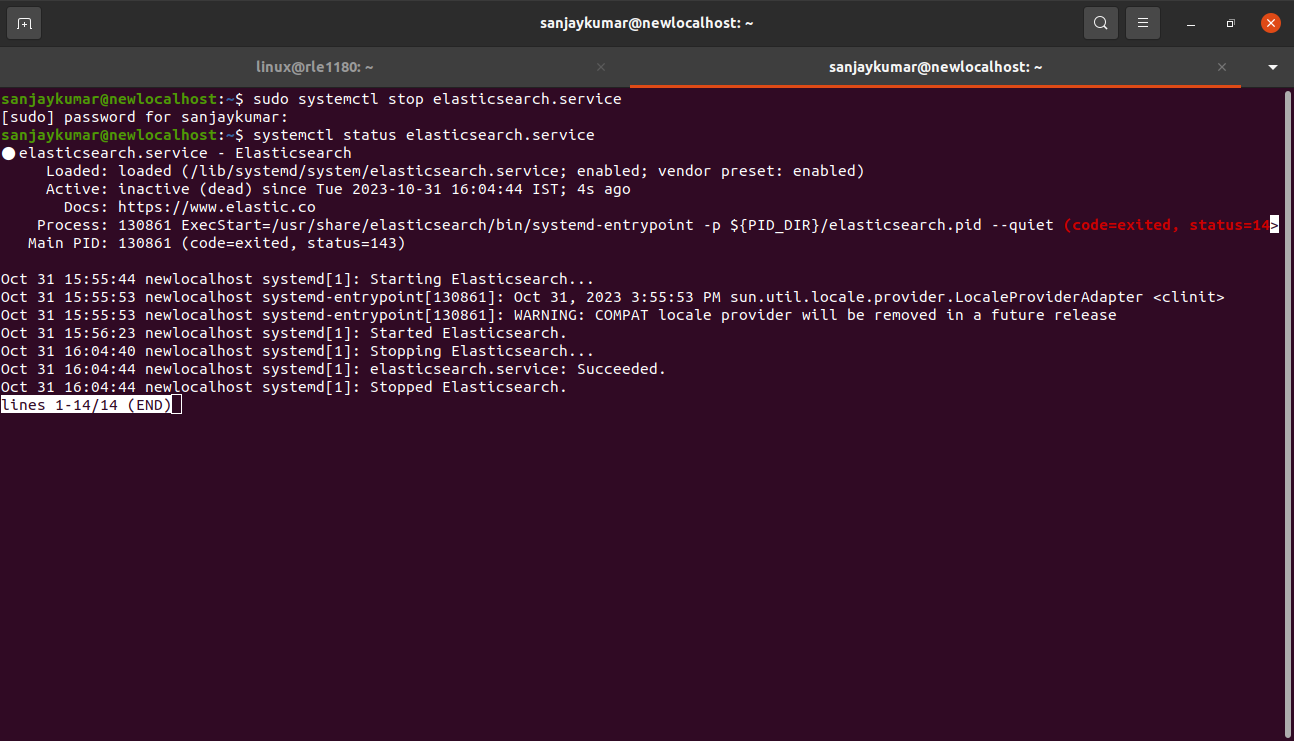 sanjaykumar@newlocalhost: ~
linux@rle1180: ~
sanjaykumar@newlocalhost: ~
sanjaykumar@newlocalhost:~$ sudo systemctl stop elasticsearch.service
[sudo] password for sanjaykumar:
sanjaykumar@newlocalhost:~$ systemctl status elasticsearch.service
● elasticsearch.service - Elasticsearch
     Loaded: loaded (/lib/systemd/system/elasticsearch.service; enabled; vendor preset: enabled)
     Active: inactive (dead) since Tue 2023-10-31 16:04:44 IST; 4s ago
       Docs: https://www.elastic.co
    Process: 130861 ExecStart=/usr/share/elasticsearch/bin/systemd-entrypoint -p ${PID_DIR}/elasticsearch.pid --quiet (code=exited, status=14>
   Main PID: 130861 (code=exited, status=143)

Oct 31 15:55:44 newlocalhost systemd[1]: Starting Elasticsearch...
Oct 31 15:55:53 newlocalhost systemd-entrypoint[130861]: Oct 31, 2023 3:55:53 PM sun.util.locale.provider.LocaleProviderAdapter <clinit>
Oct 31 15:55:53 newlocalhost systemd-entrypoint[130861]: WARNING: COMPAT locale provider will be removed in a future release
Oct 31 15:56:23 newlocalhost systemd[1]: Started Elasticsearch.
Oct 31 16:04:40 newlocalhost systemd[1]: Stopping Elasticsearch...
Oct 31 16:04:44 newlocalhost systemd[1]: elasticsearch.service: Succeeded.
Oct 31 16:04:44 newlocalhost systemd[1]: Stopped Elasticsearch.
lines 1-14/14 (END)